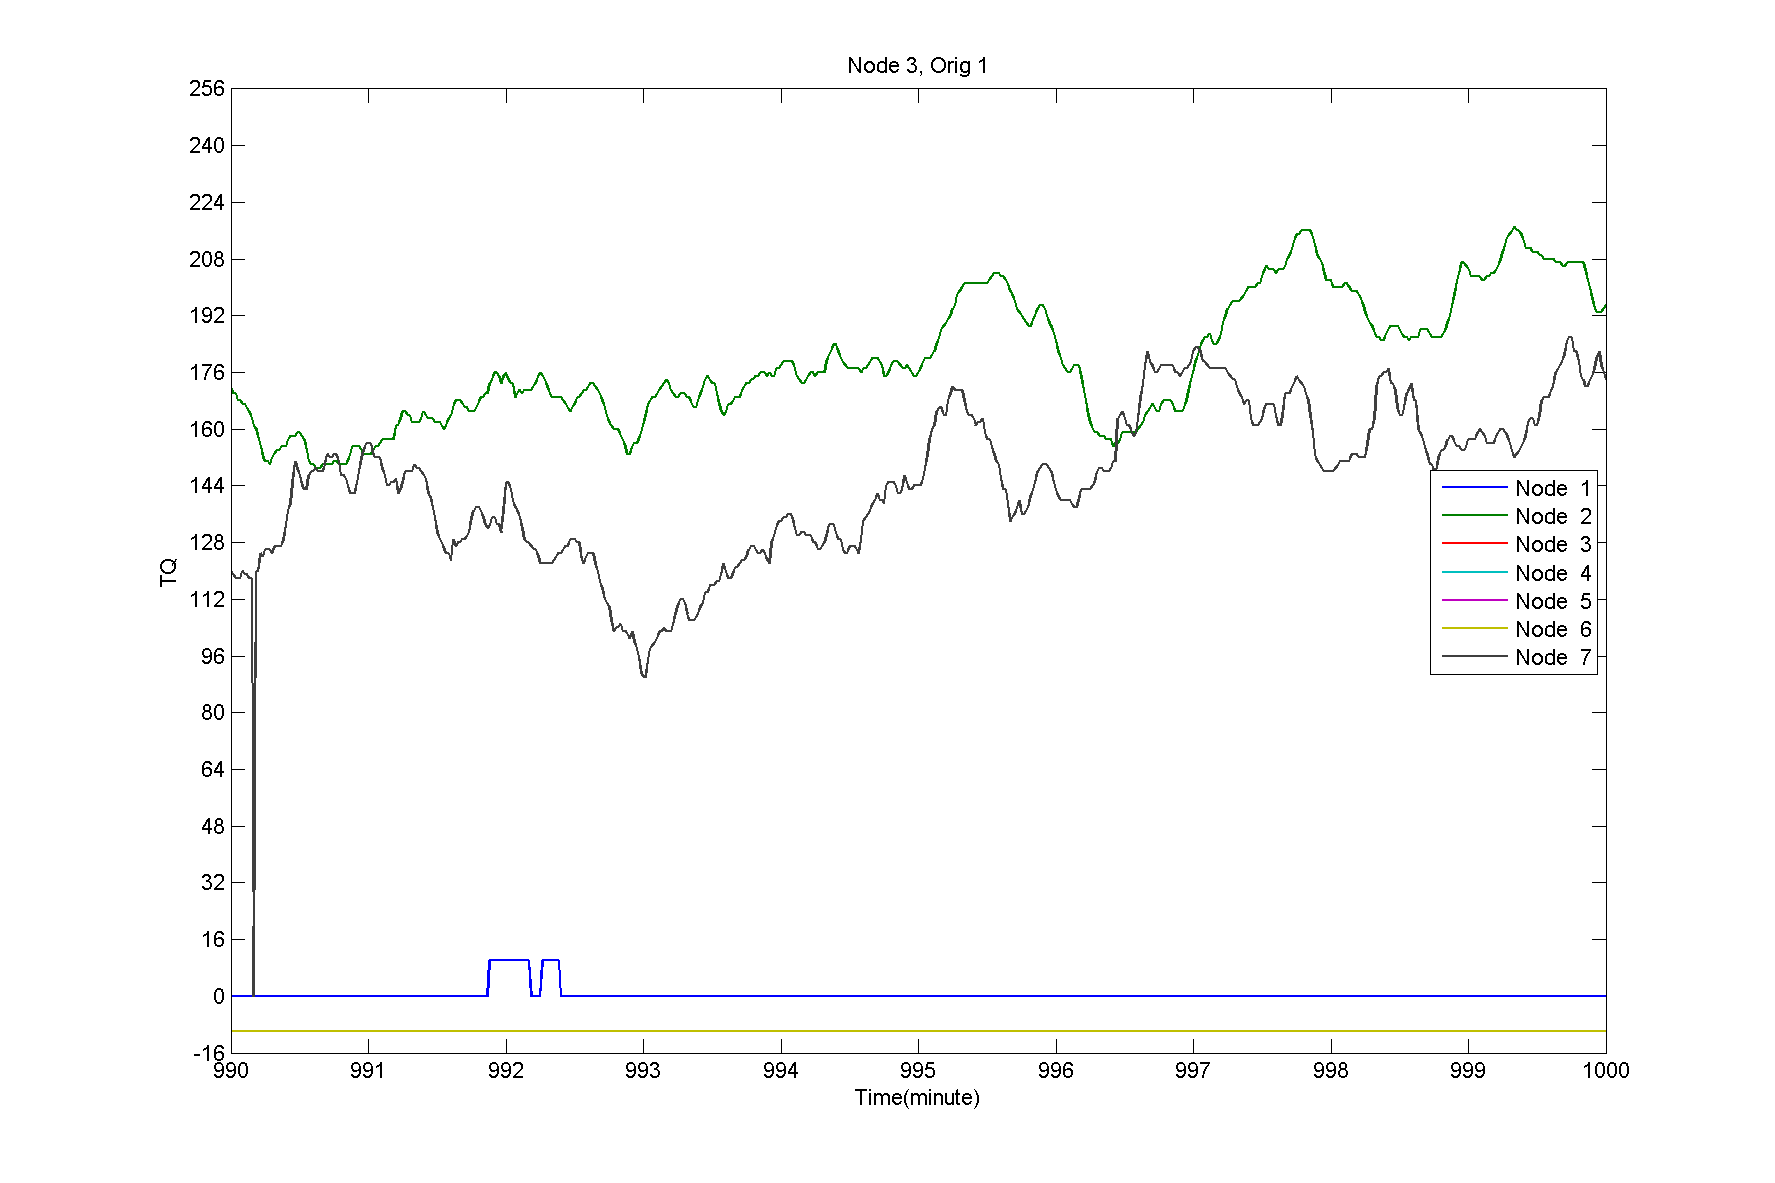 Node 3, Orig 1
256
240
224
208
192
176
160
144
128
112
96
80
64
48
32
16
0
-16
TQ
Node 1
Node 2
Node 3
Node 4
Node 5
Node 6
Node 7
990 991 992 993 994 995 996 997 998 999 1000
Time(minute)